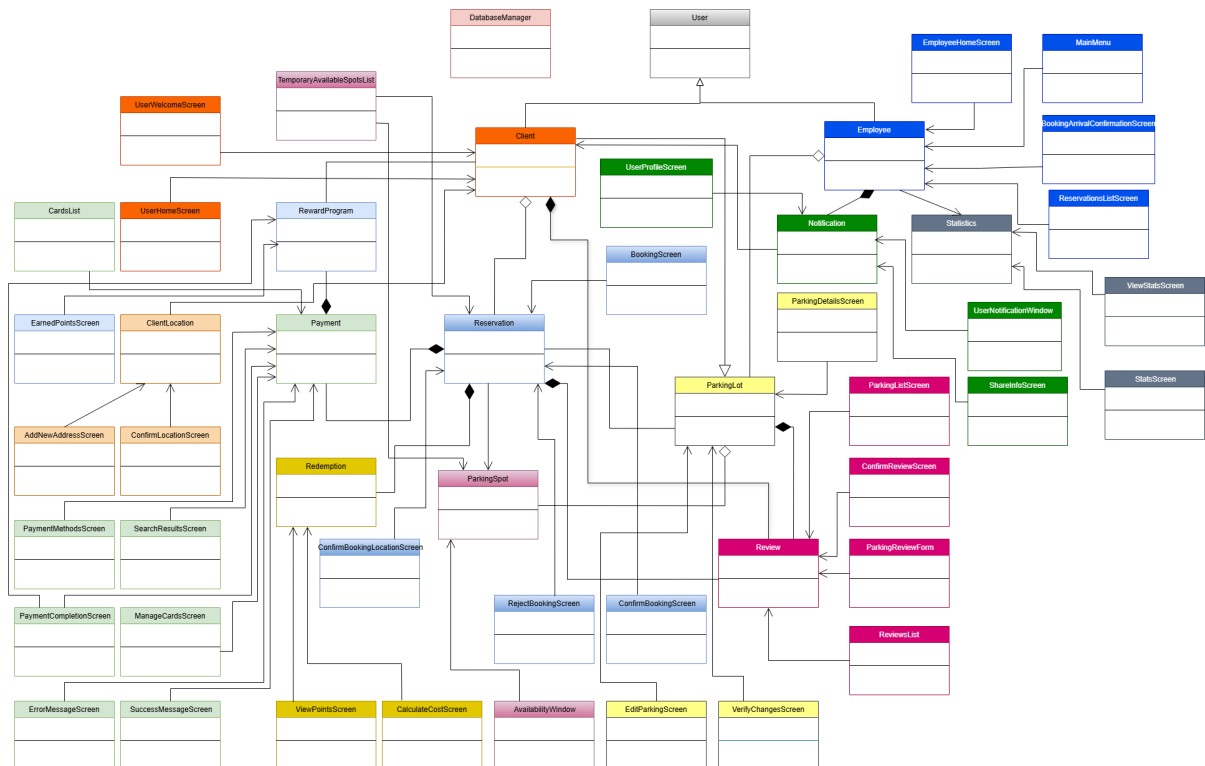 DatabaseManager
User
EmployeeHomeScreen
MainMenu
TemporaryAvailableSpotsList
UserWelcomeScreen
Client
Employee
BookingArrivalConfirmationScreen
UserProfileScreen
ReservationsListScreen
CardsList
UserHomeScreen
RewardProgram
Notification
Statistics
BookingScreen
ViewStatsScreen
ParkingDetailsScreen
UserNotificationWindow
EarnedPointsScreen
ClientLocation
Payment
Reservation
ParkingLot
ParkingListScreen
ShareInfoScreen
StatsScreen
AddNewAddressScreen
ConfirmLocationScreen
Redemption
ParkingSpot
ConfirmReviewScreen
PaymentMethodsScreen
SearchResultsScreen
ConfirmBookingLocationScreen
Review
ParkingReviewForm
PaymentCompletionScreen
ManageCardsScreen
RejectBookingScreen
ConfirmBookingScreen
ReviewsList
ErrorMessageScreen
SuccessMessageScreen
ViewPointsScreen
CalculateCostScreen
AvailabilityWindow
EditParkingScreen
VerifyChangesScreen